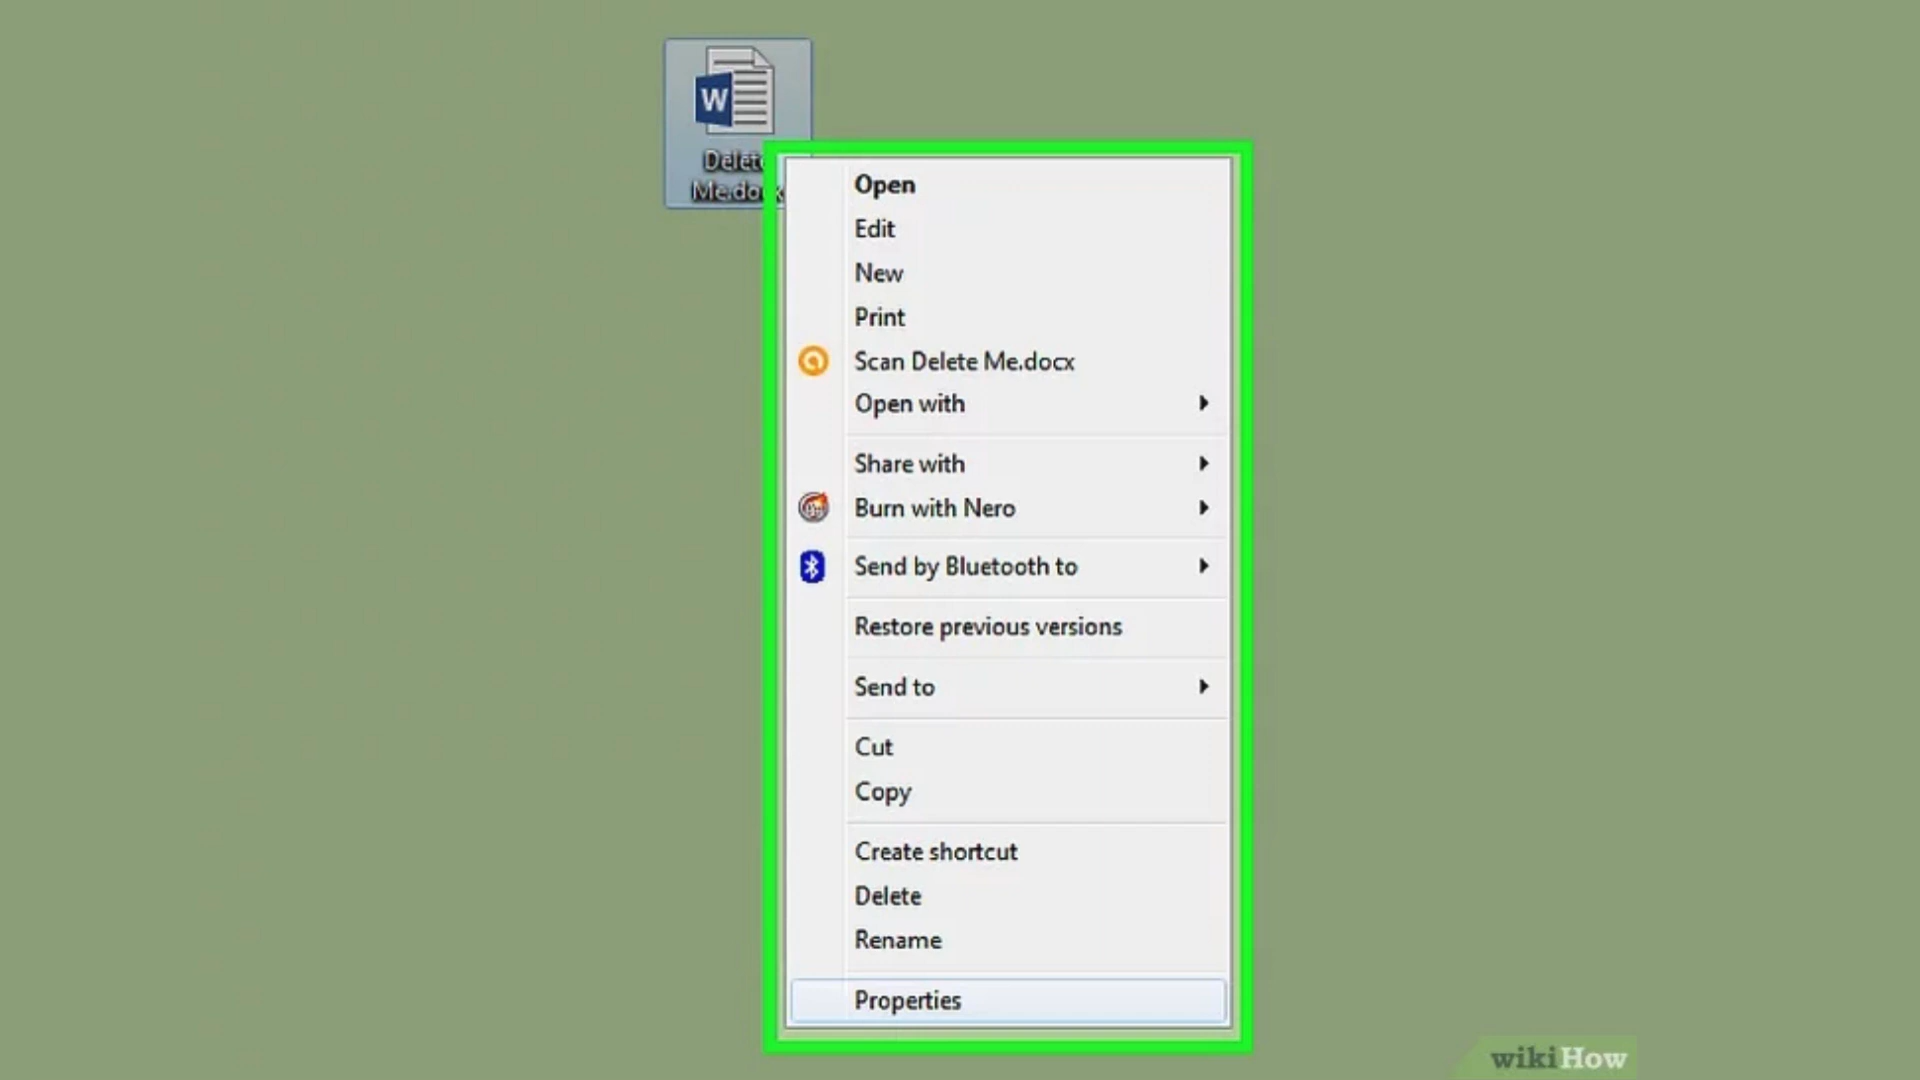 W
Delete
Me.docx
Open
Edit
New
Print
Scan Delete Me.docx
Open with
Share with
Burn with Nero
Send by Bluetooth to
Restore previous versions
Send to
Cut
Copy
Create shortcut
Delete
Rename
Properties
wikiHow